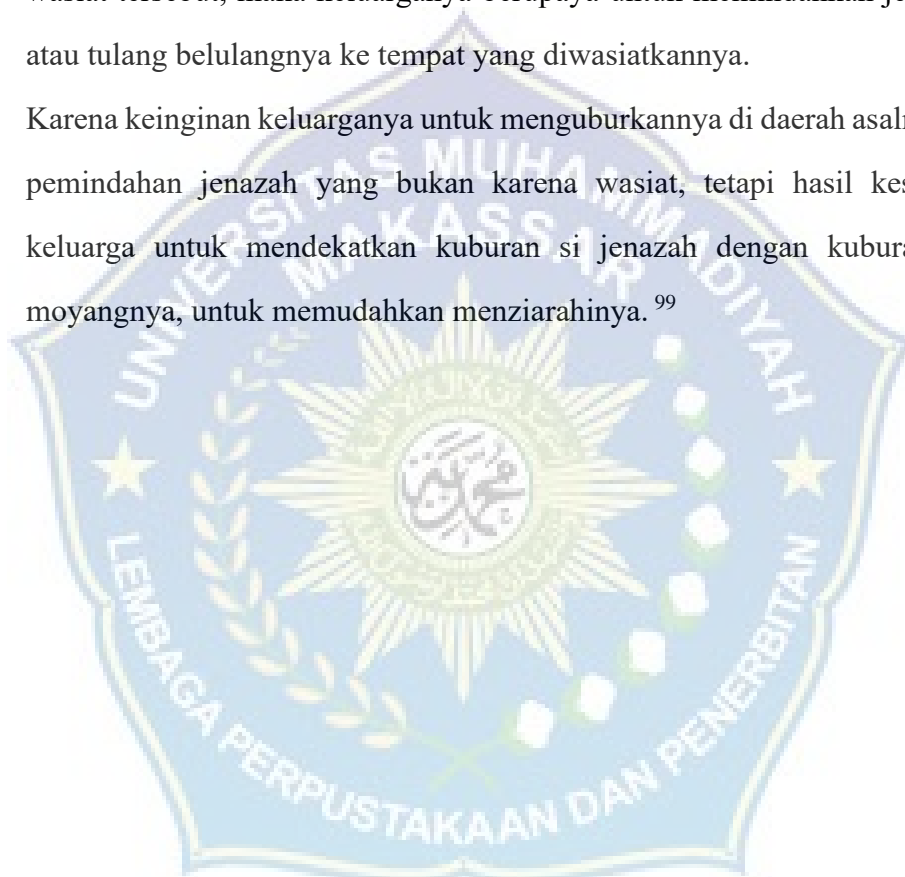 atau tulang belulangnya ke tempat yang diwasiatkannya.
Karena keinginan keluarganya untuk menguburkannya di daerah
pemindahan jenazah yang bukan karena wasiat, tetapi hasil
keluarga untuk mendekatkan kuburan si jenazah dengan
moyangnya, untuk memudahkan menziarahinya. 99
UNIVERSITAS MUHAMMADIYAH
MAKASSAR
LEMBAGA PERPUSTAKAAN DAN PENERBITAN